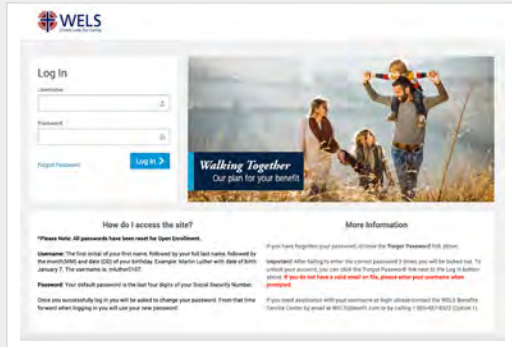 WELS
Log In
Username
Password
Forgot Password
Log In
Walking Together
Our plan for your benefit
How do I access the site?
*Please Note: All passwords have been reset for Open Enrollment.
Username: The first initial of your first name, followed by your full last name, followed by
the month(MM) and date (DD) of your birthday. Example: Martin Luther with date of birth
January 7. The username is: mluther0107.
Password: Your default password is the last four digits of your Social Security Number.
Once you successfully log in you will be asked to change your password. From that time
forward when logging in you will use your new password.
More Information
If you have forgotten your password, choose the 'Forgot Password' link above.
Important! After failing to enter the correct password 3 times you will be locked out. To
unlock your account, you can click the Forgot Password link next to the Log In button
above. If you do not have a valid email on file, please enter your username when
prompted.
If you need assistance with your username or login please contact the WELS Benefits
Service Center by email at
or by calling
(Option 1).